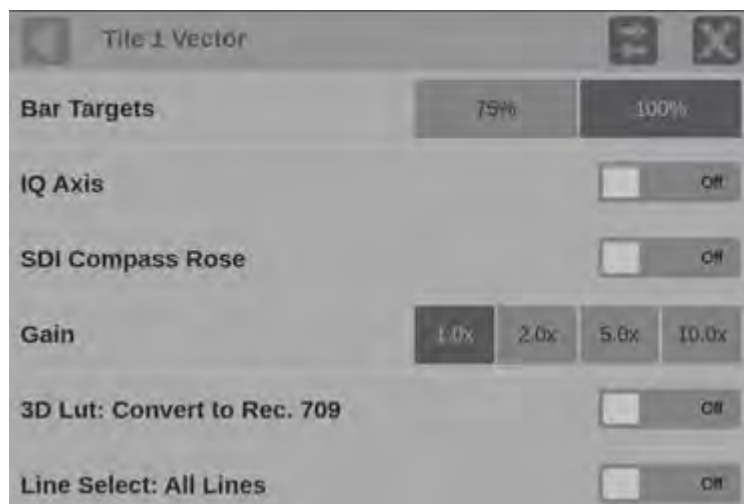 Tile 1 Vector
Bar Targets 75% 100%
IQ Axis Off
SDI Compass Rose Off
Gain 1.0x 2.0x 5.0x 10.0x
3D Lut: Convert to Rec. 709 Off
Line Select: All Lines Off